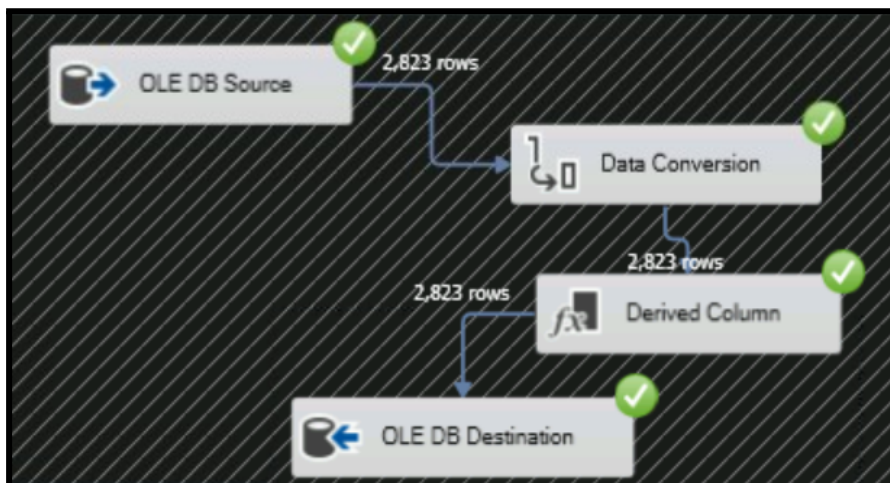 OLE DB Source
2,823 rows
Data Conversion
2,823 rows
fx Derived Column
2,823 rows
OLE DB Destination